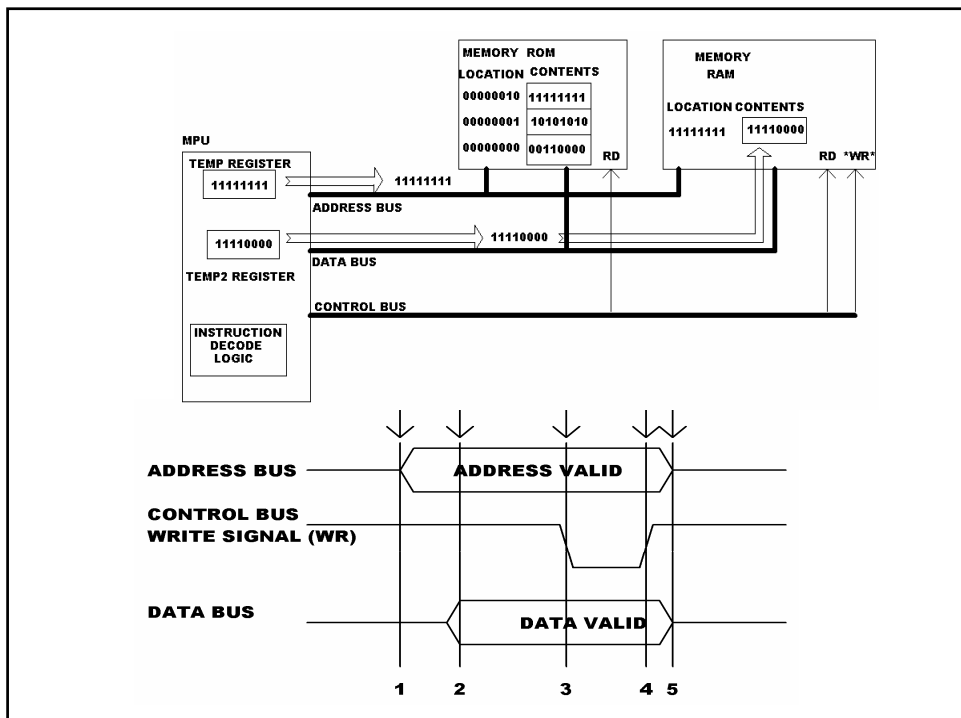 MEMORY ROM
LOCATION CONTENTS
00000010 11111111
00000001 10101010
00000000 00110000
RD
MEMORY
RAM
LOCATION CONTENTS
11111111 11110000
RD *WR*
MPU
TEMP REGISTER
11111111
11111111
ADDRESS BUS
11110000
11110000
DATA BUS
TEMP2 REGISTER
CONTROL BUS
INSTRUCTION
DECODE
LOGIC
ADDRESS BUS
ADDRESS VALID
CONTROL BUS
WRITE SIGNAL (WR)
DATA BUS
DATA VALID
1 2 3 4 5